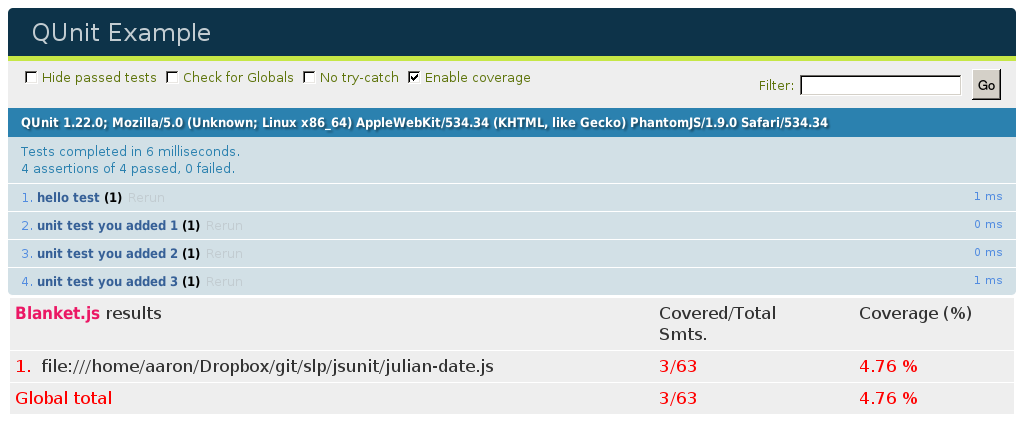 QUnit Example
Hide passed tests Check for Globals No try-catch Enable coverage Filter: Go
QUnit 1.22.0; Mozilla/5.0 (Unknown; Linux x86_64) AppleWebKit/534.34 (KHTML, like Gecko) PhantomJS/1.9.0 Safari/534.34
Tests completed in 6 milliseconds.
4 assertions of 4 passed, 0 failed.
1. hello test (1) Rerun 1 ms
2. unit test you added 1 (1) Rerun 0 ms
3. unit test you added 2 (1) Rerun 0 ms
4. unit test you added 3 (1) Rerun 1 ms
Blanket.js results Covered/Total Coverage (%)
Smts.
1. file:///home/aaron/Dropbox/git/slp/jsunit/julian-date.js 3/63 4.76 %
Global total 3/63 4.76 %